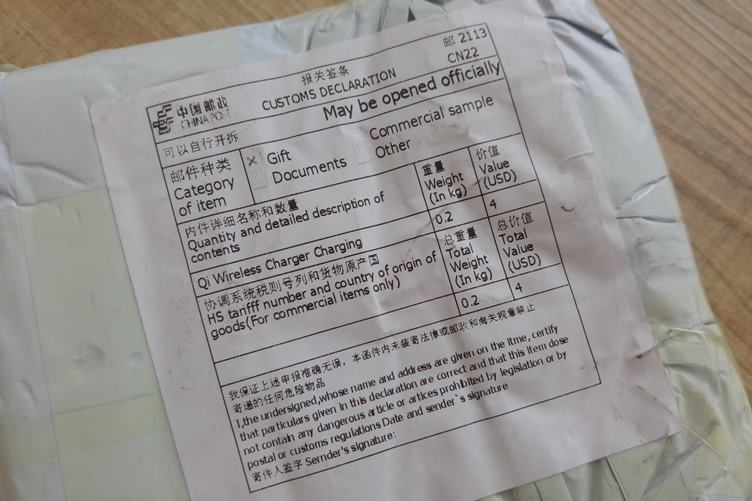 报关签条
邮 2113
CUSTOMS DECLARATION
CN22
中国邮政
CHINA POST
May be opened officially
可以自行开拆
邮件种类
Category
of item
× Gift
Commercial sample
Documents
Other
内件详细名称和数量
Quantity and detailed description of
contents
重量
Weight
(In kg)
价值
Value
(USD)
Qi Wireless Charger Charging
0.2
4
协调系统税则号列和货物原产国
HS tanfff number and country of origin of
goods(For commercial items only)
总重量
Total
Weight
(In kg)
总价值
Total
Value
(USD)
0.2
4
我保证上述申报准确无误，本函件内未装寄法律或邮政和海关规章禁止
寄递的任何危险物品
I,the undersigned,whose name and address are given on the itme, certify
that particulars given in this declaration are correct and that this item dose
not contain any dangerous article or artices prohibited by legislation or by
postal or customs regulations Date and sender`s signature
寄件人签字 Sernder's signature: